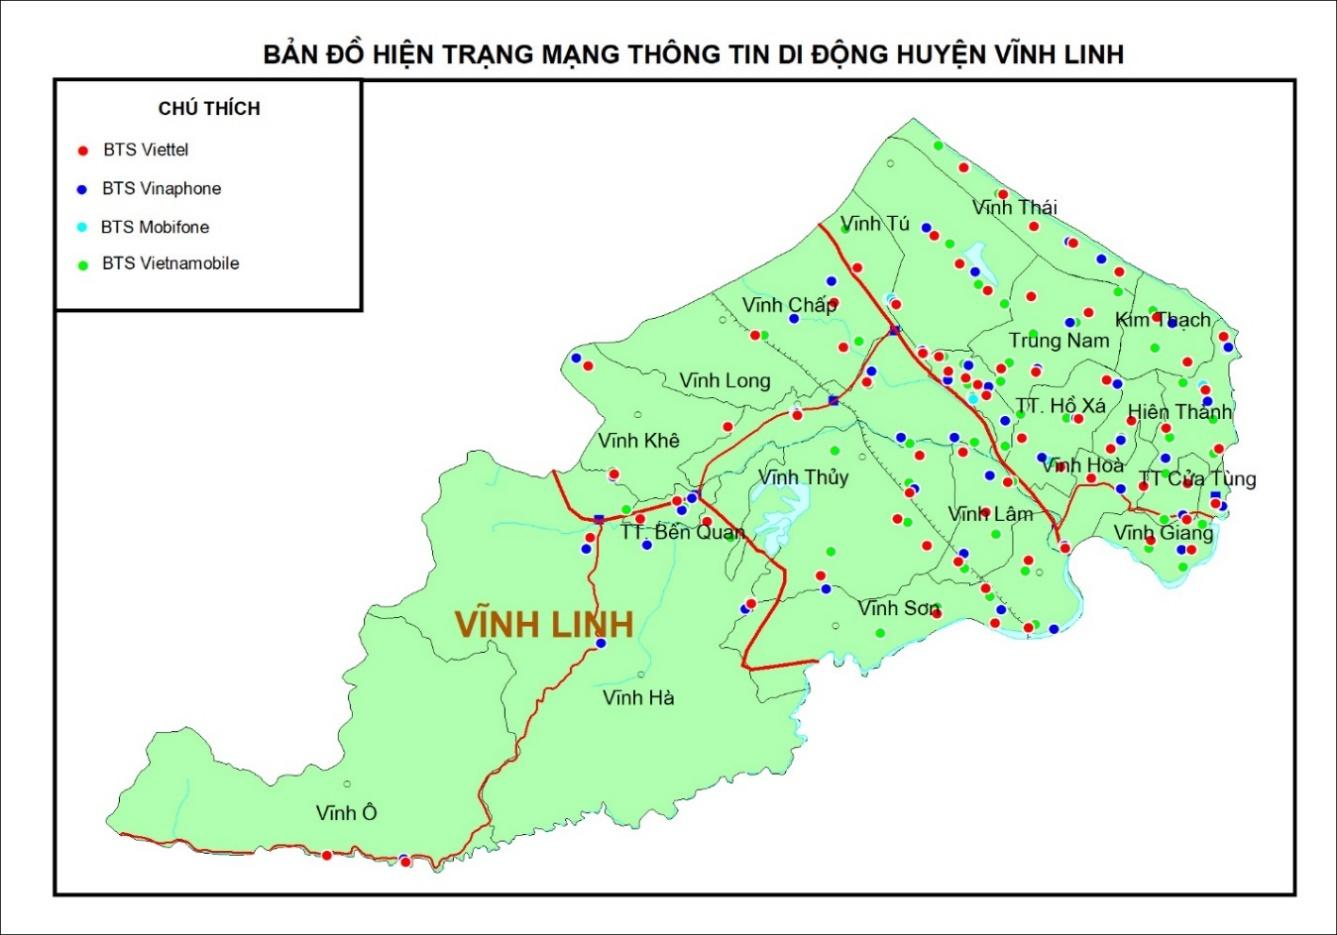 BẢN ĐỒ HIỆN TRẠNG MẠNG THÔNG TIN DI ĐỘNG HUYỆN VĨNH LINH
CHÚ THÍCH
BTS Viettel
BTS Vinaphone
BTS Mobifone
BTS Vietnamobile
Vĩnh Thái
Vĩnh Tú
Vĩnh Chấp
Kim Thạch
Trung Nam
Vĩnh Long
TT. Hồ Xá
Hiền Thành
Vĩnh Khê
Vĩnh Hoà
Vĩnh Thủy
TT Cửa Tùng
Vĩnh Lâm
TT. Bến Quan
Vĩnh Giang
Vĩnh Sơn
VĨNH LINH
Vĩnh Hà
Vĩnh Ô